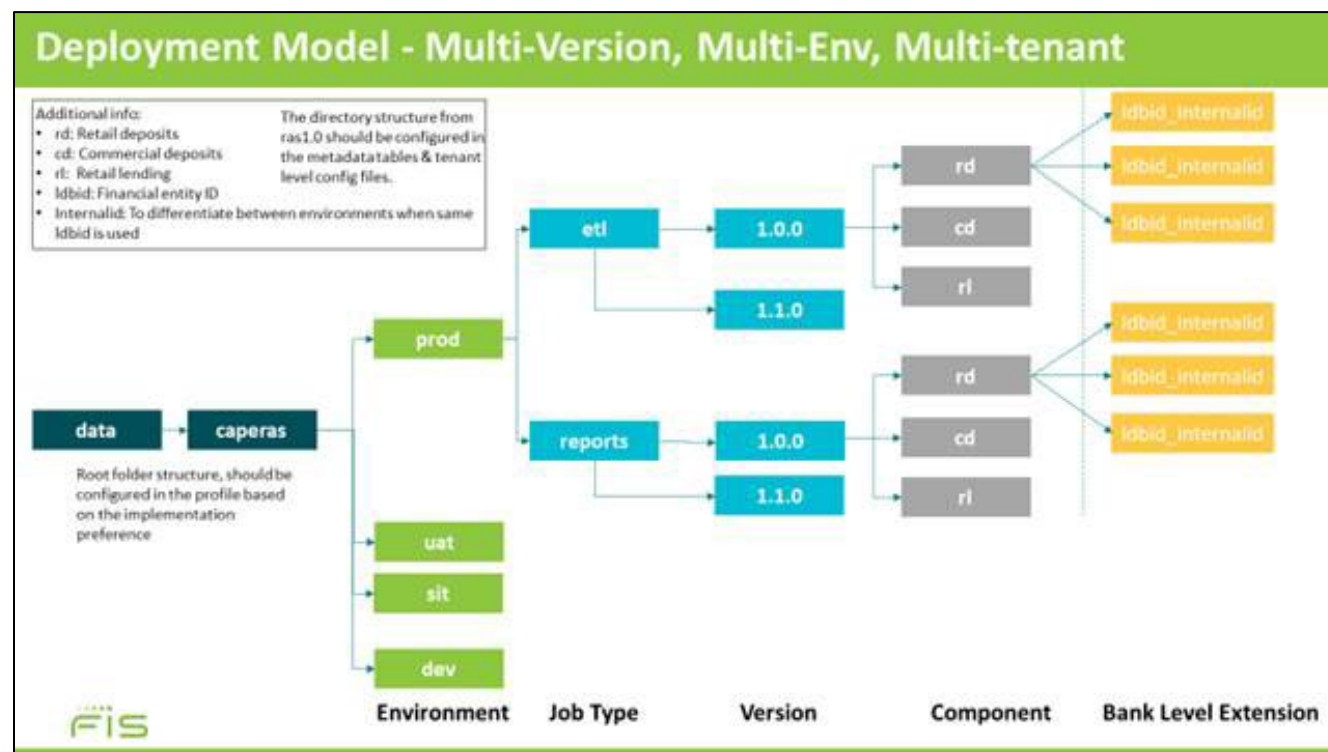 Deployment Model - Multi-Version, Multi-Env, Multi-tenant
Additional info:
• rd: Retail deposits
• cd: Commercial deposits
• rl: Retail lending
• ldbid: Financial entity ID
• Internalid: To differentiate between environments when same
ldbid is used
The directory structure from
ras1.0 should be configured in
the metadata tables & tenant
level config files.
ldbid_internalid
ldbid_internalid
ldbid_internalid
rd
cd
rl
etl
1.0.0
1.1.0
prod
ldbid_internalid
ldbid_internalid
ldbid_internalid
rd
cd
rl
data
caperas
reports
1.0.0
1.1.0
Root folder structure, should be
configured in the profile based
on the implementation
preference
uat
sit
dev
Environment
Job Type
Version
Component
Bank Level Extension
FIS